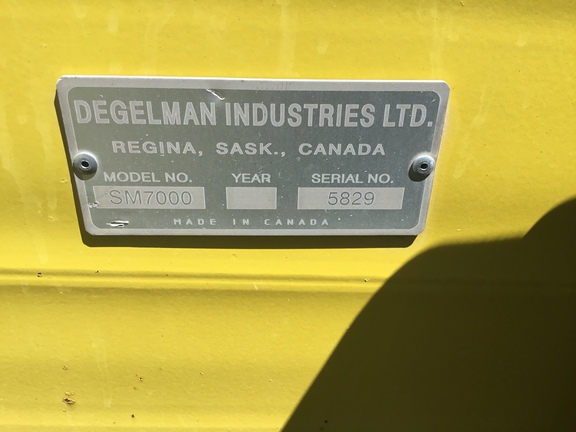 DEGELMAN INDUSTRIES LTD.
REGINA, SASK., CANADA
MODEL NO. YEAR SERIAL NO.
SM7000 5829
MADE IN CANADA